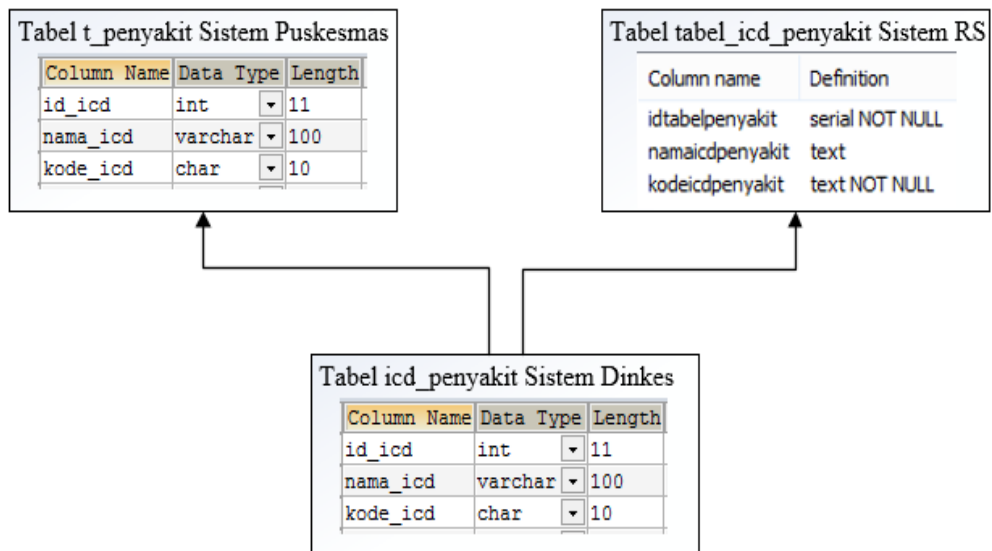 Tabel t_penyakit Sistem Puskesmas
Column Name Data Type Length
id_icd int 11
nama_icd varchar 100
kode_icd char 10
Tabel tabel_icd_penyakit Sistem RS
Column name Definition
idtabelpenyakit serial NOT NULL
namaicdpenyakit text
kodeicdpenyakit text NOT NULL
Tabel icd_penyakit Sistem Dinkes
Column Name Data Type Length
id_icd int 11
nama_icd varchar 100
kode_icd char 10